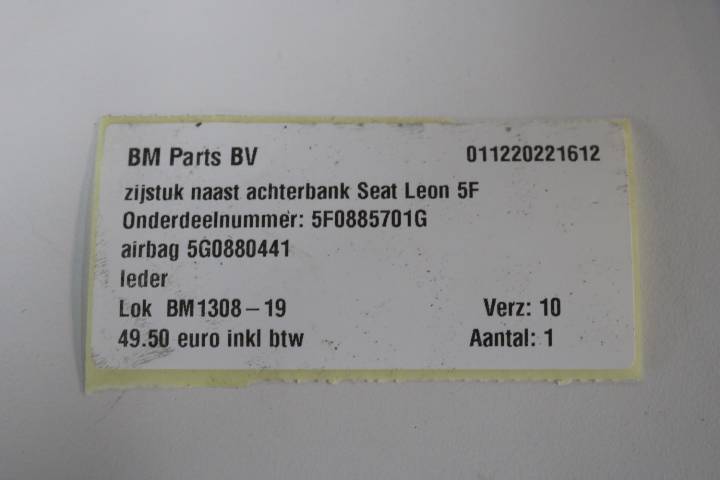 BM Parts BV 011220221612
zijstuk naast achterbank Seat Leon 5F
Onderdeelnummer: 5F0885701G
airbag 5G0880441
leder
Lok BM1308-19 Verz: 10
49.50 euro inkl btw Aantal: 1